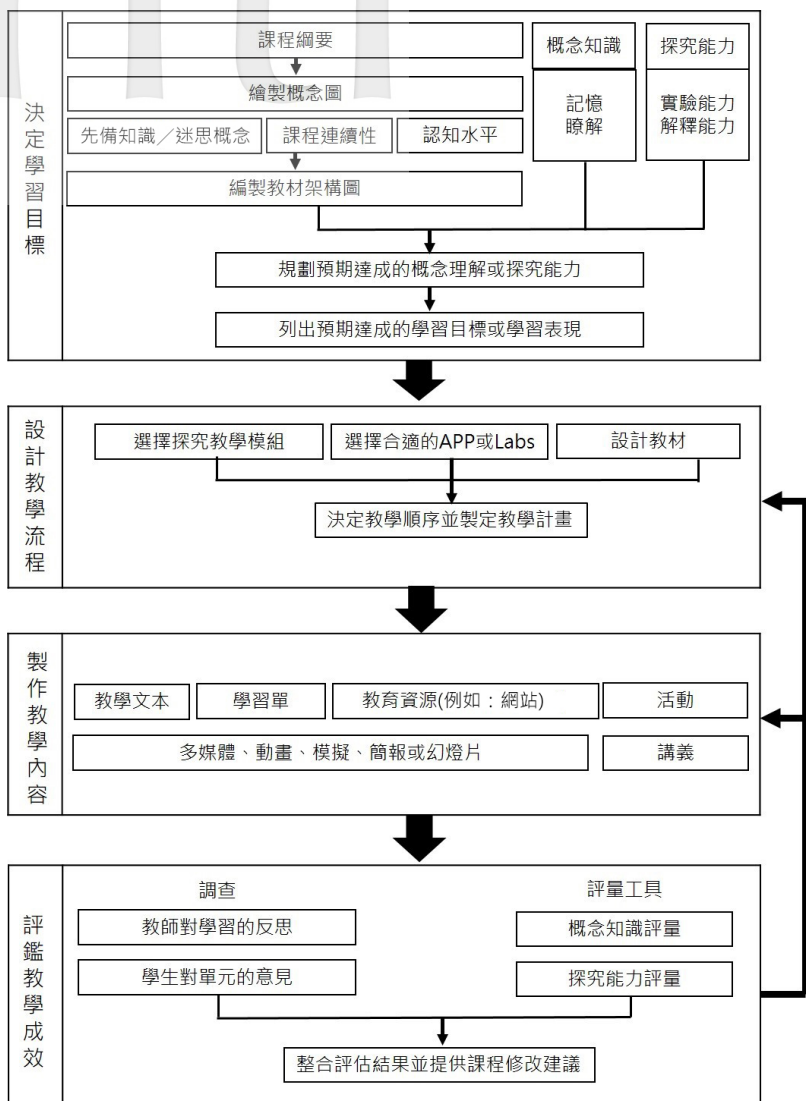 決定學習目標
課程綱要
繪製概念圖
先備知識／迷思概念
課程連續性
認知水平
編製教材架構圖
概念知識
記憶
瞭解
探究能力
實驗能力
解釋能力
規劃預期達成的概念理解或探究能力
列出預期達成的學習目標或學習表現
設計教學流程
選擇探究教學模組
選擇合適的APP或Labs
設計教材
決定教學順序並製定教學計畫
製作教學內容
教學文本
學習單
教育資源(例如：網站)
活動
多媒體、動畫、模擬、簡報或幻燈片
講義
評鑑教學成效
調查
教師對學習的反思
學生對單元的意見
評量工具
概念知識評量
探究能力評量
整合評估結果並提供課程修改建議